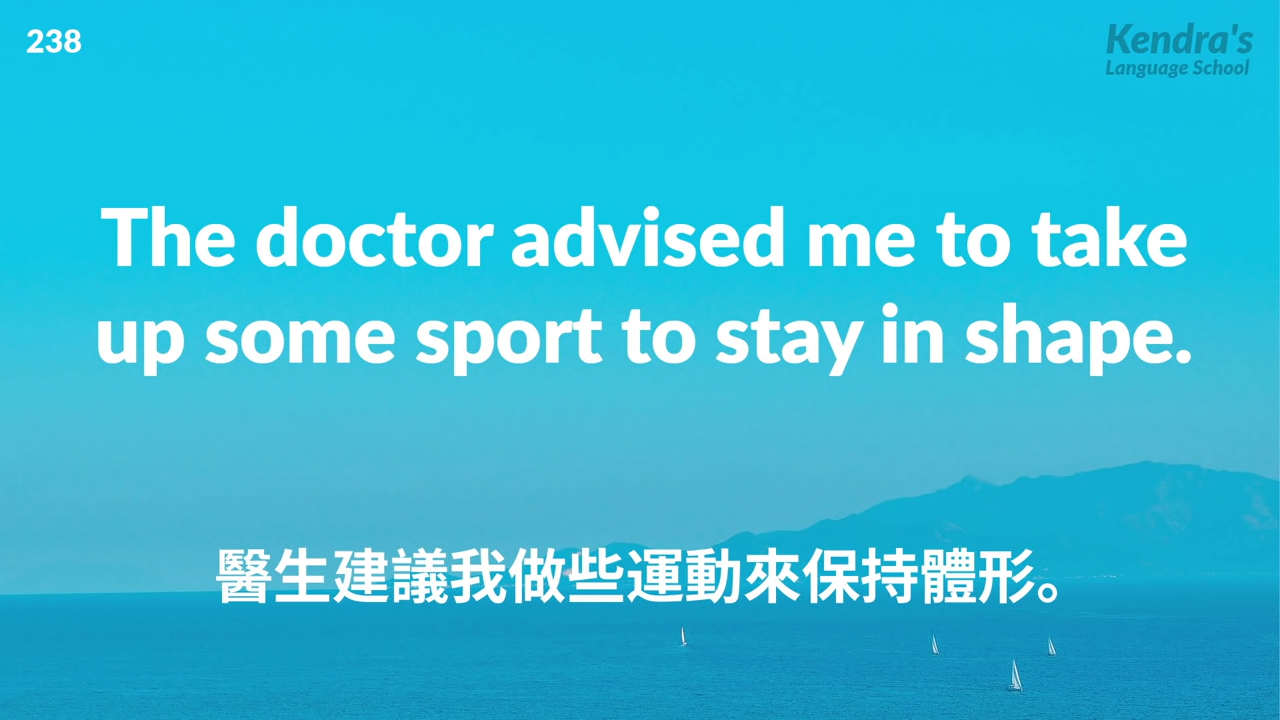 238
Kendra's
Language School
The doctor advised me to take
up some sport to stay in shape.
醫生建議我做些運動來保持體形。